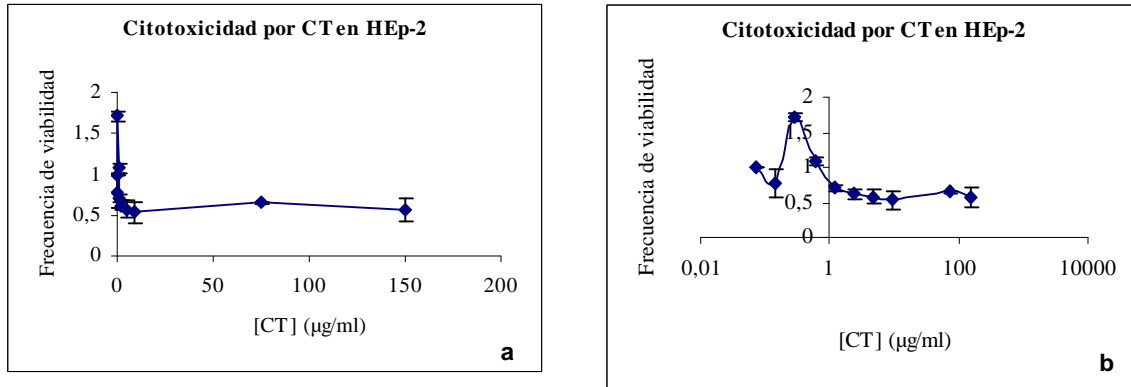 Citotoxicidad por CT en HEp-2
Frecuencia de viabilidad
2
1,5
1
0,5
0
0 50 100 150 200
[CT] (µg/ml)
a
Citotoxicidad por CT en HEp-2
Frecuencia de viabilidad
2
1,5
1
0,5
0
0,01 1 100 10000
[CT] (µg/ml)
b